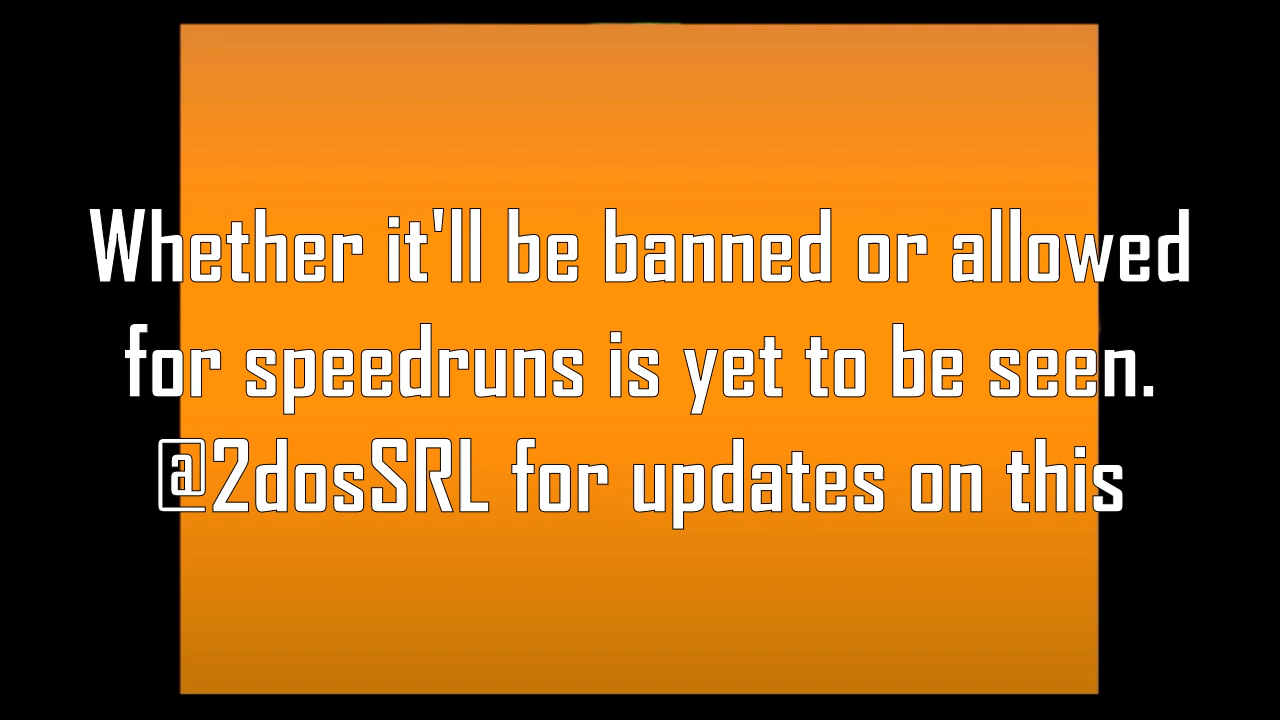 Whether it'll be banned or allowed
for speedruns is yet to be seen.
@2dosSRL for updates on this